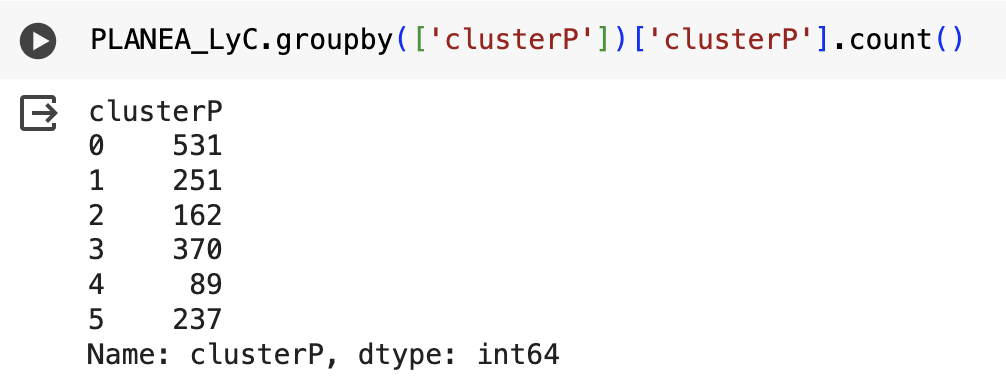 PLANEA_LyC.groupby(['clusterP'])['clusterP'].count()
clusterP
0    531
1    251
2    162
3    370
4     89
5    237
Name: clusterP, dtype: int64